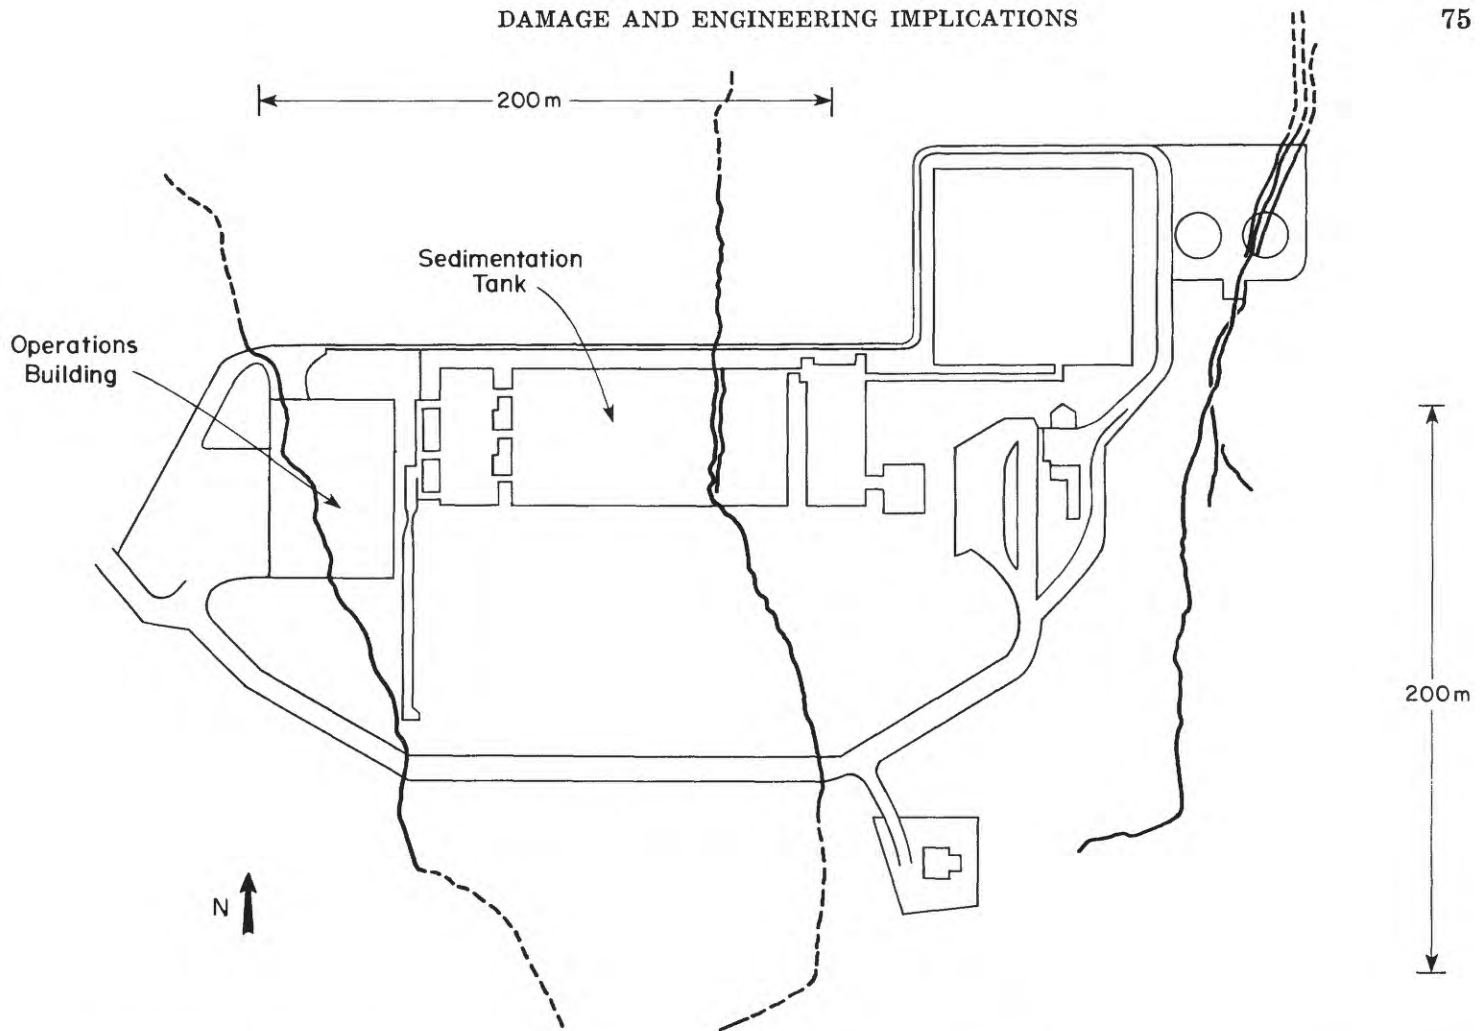 DAMAGE AND ENGINEERING IMPLICATIONS
75
200 m
Sedimentation
Tank
Operations
Building
200 m
N